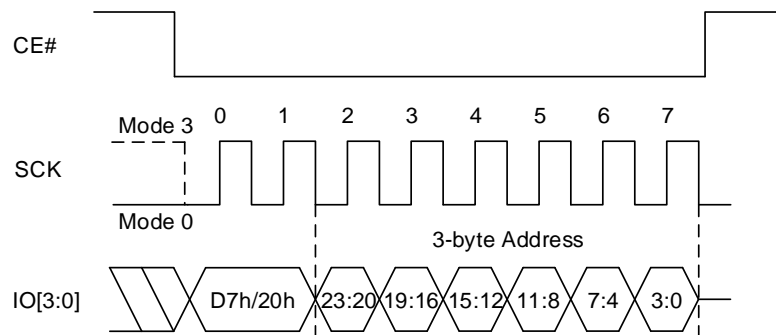 CE#
0 1 2 3 4 5 6 7
Mode 3
SCK
Mode 0
3-byte Address
IO[3:0] D7h/20h 23:20 19:16 15:12 11:8 7:4 3:0